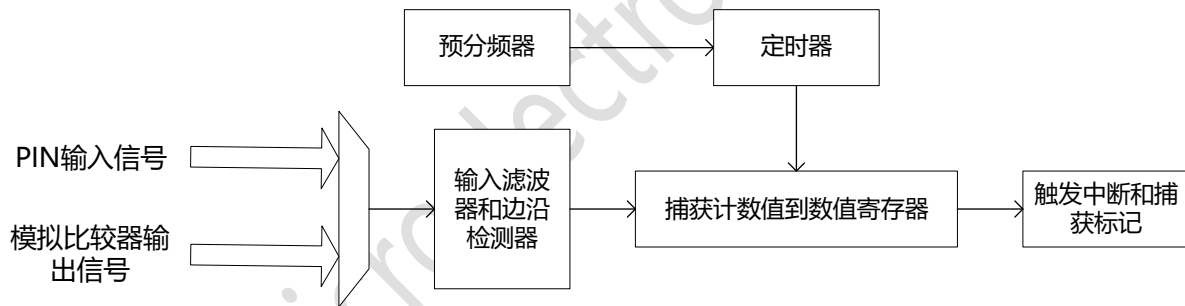 预分频器
定时器
PIN输入信号
输入滤波
器和边沿
检测器
捕获计数值到数值寄存器
触发中断和捕
获标记
模拟比较器输
出信号